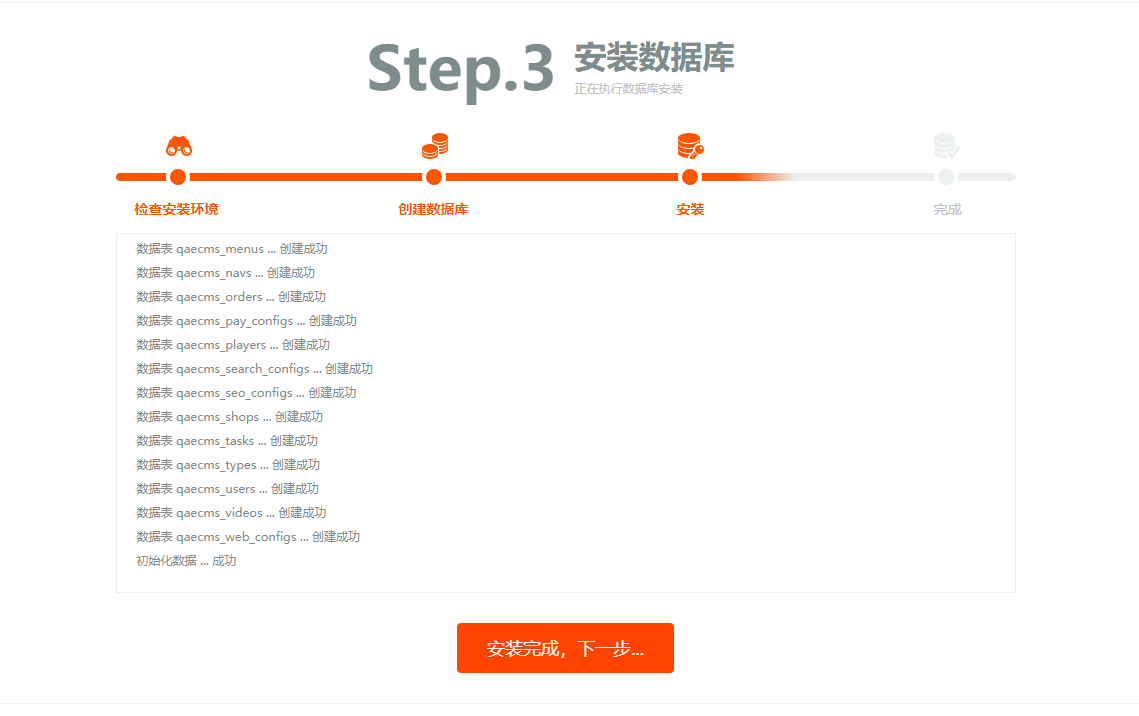 Step.3
安装数据库
正在执行数据库安装
检查安装环境
创建数据库
安装
完成
数据表 qaecms_menus ... 创建成功
数据表 qaecms_navs ... 创建成功
数据表 qaecms_orders ... 创建成功
数据表 qaecms_pay_configs ... 创建成功
数据表 qaecms_players ... 创建成功
数据表 qaecms_search_configs ... 创建成功
数据表 qaecms_seo_configs ... 创建成功
数据表 qaecms_shops ... 创建成功
数据表 qaecms_tasks ... 创建成功
数据表 qaecms_types ... 创建成功
数据表 qaecms_users ... 创建成功
数据表 qaecms_videos ... 创建成功
数据表 qaecms_web_configs ... 创建成功
初始化数据 ... 成功
安装完成，下一步...